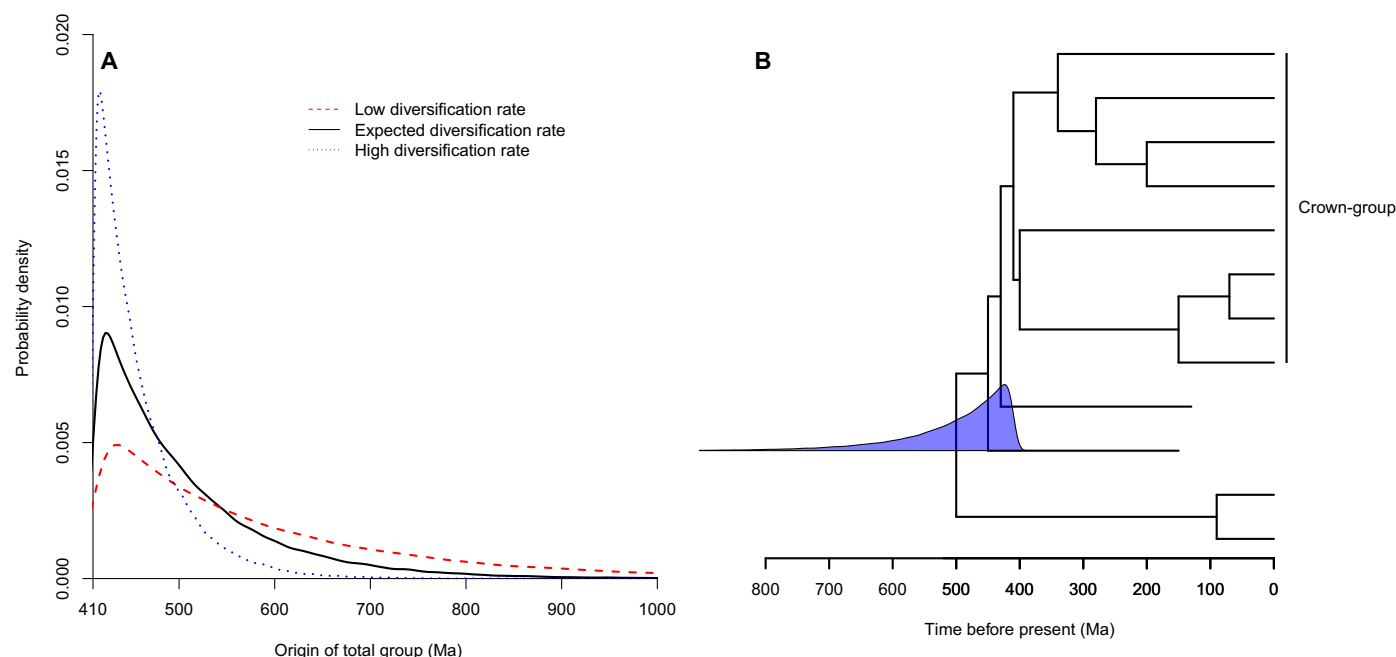 A
Low diversification rate
Expected diversification rate
High diversification rate
Probability density
0.020
0.015
0.010
0.005
0.000
410 500 600 700 800 900 1000
Origin of total group (Ma)
B
Crown-group
800 700 600 500 400 300 200 100 0
Time before present (Ma)